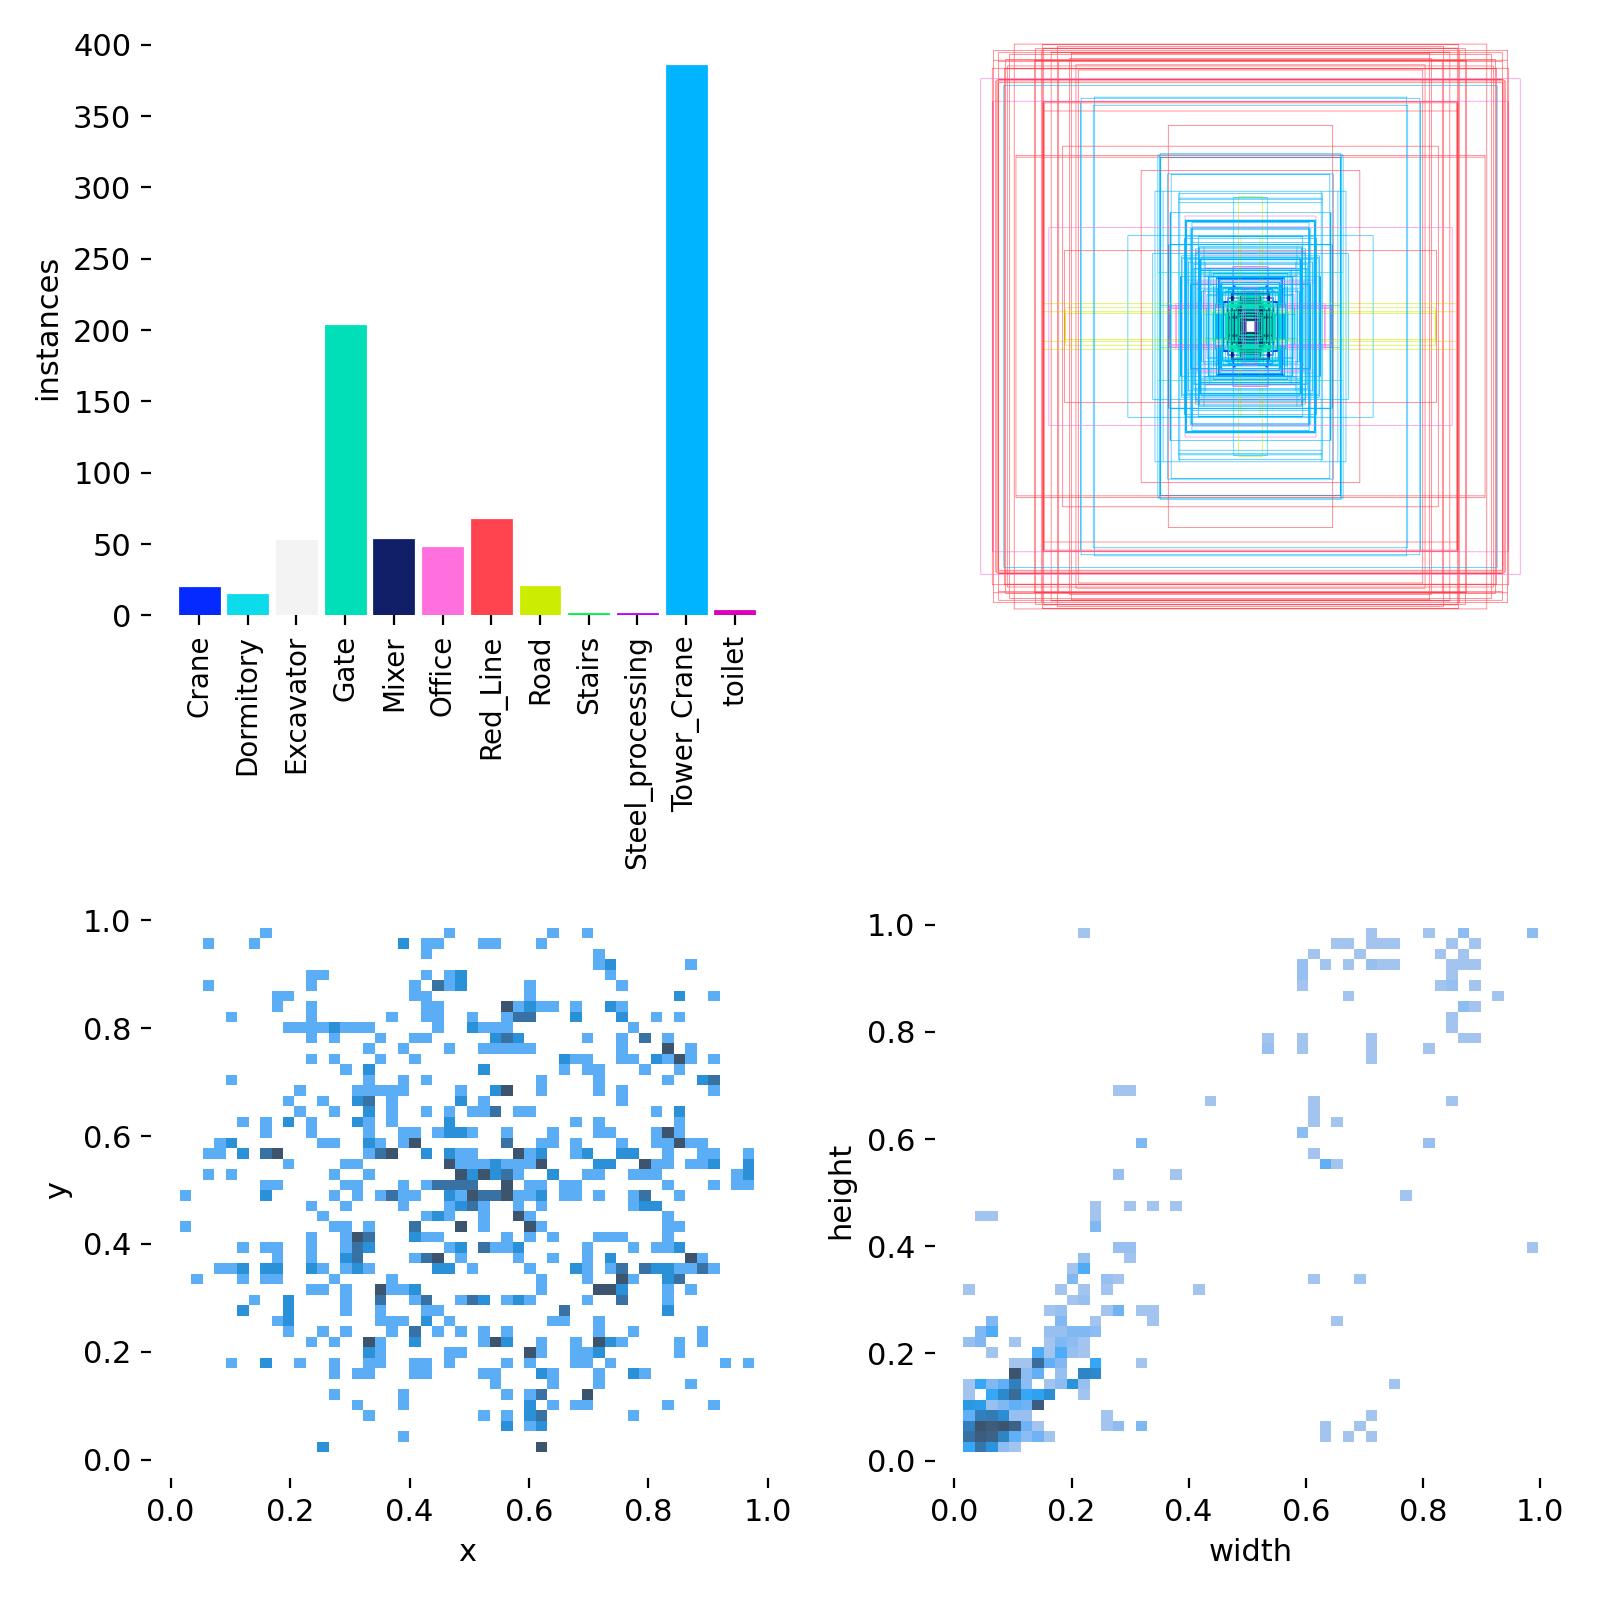 400
350
300
250
200
150
100
50
0
instances
Crane
Dormitory
Excavator
Gate
Mixer
Office
Red_Line
Road
Stairs
Steel_processing
Tower_Crane
toilet
1.0
0.8
0.6
0.4
0.2
0.0
y
0.0 0.2 0.4 0.6 0.8 1.0
x
1.0
0.8
0.6
0.4
0.2
0.0
height
0.0 0.2 0.4 0.6 0.8 1.0
width